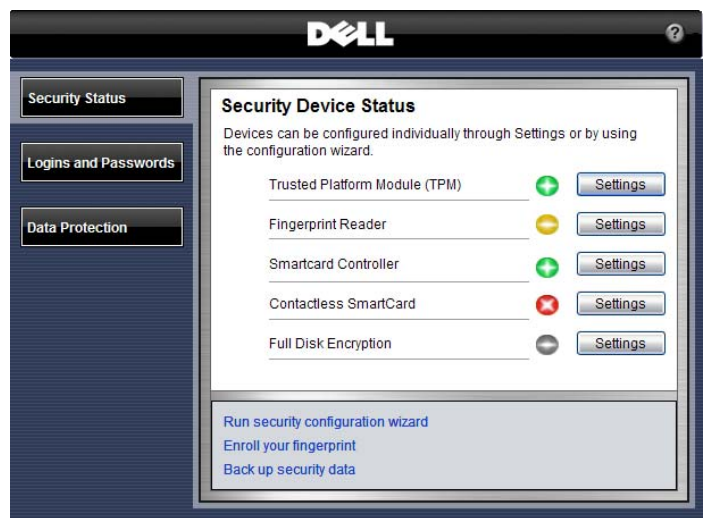 DELL
?
Security Status
Logins and Passwords
Data Protection
Security Device Status
Devices can be configured individually through Settings or by using
the configuration wizard.
Trusted Platform Module (TPM) Settings
Fingerprint Reader Settings
Smartcard Controller Settings
Contactless SmartCard Settings
Full Disk Encryption Settings
Run security configuration wizard
Enroll your fingerprint
Back up security data